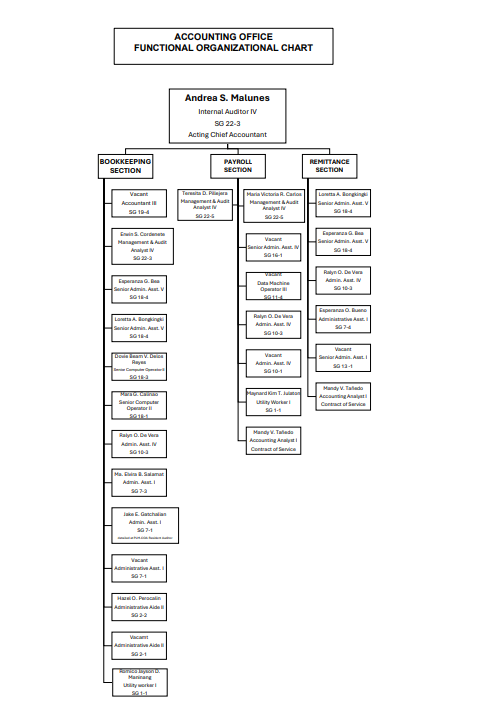 ACCOUNTING OFFICE
FUNCTIONAL ORGANIZATIONAL CHART
Andrea S. Malunes
Internal Auditor IV
SG 22-3
Acting Chief Accountant
BOOKKEEPING
SECTION
Vacant
Accountant III
SG 19-4
Erwin S. Cordenete
Management & Audit
Analyst IV
SG 22-3
Esperanza G. Bea
Senior Admin. Asst. V
SG 18-4
Loretta A. Bongkingki
Senior Admin. Asst. V
SG 18-4
Dovie Beam V. Delos
Reyes
Senior Computer Operator II
SG 18-3
Mara G. Calinao
Senior Computer
Operator II
SG 18-1
Ralyn O. De Vera
Admin. Asst. IV
SG 10-3
Ma. Elvira B. Salamat
Admin. Asst. I
SG 7-3
Jake E. Gatchalian
Admin. Asst. I
SG 7-1
Vacant
Administrative Asst. I
SG 7-1
Hazel O. Perocalin
Administrative Aide II
SG 2-2
Vacamt
Administrative Aide II
SG 2-1
Romico Jayson D.
Maninang
Utility worker I
SG 1-1
PAYROLL
SECTION
Teresita D. Pillejera
Management & Audit
Analyst IV
SG 22-5
Maria Victoria R. Carlos
Management & Audit
Analyst IV
SG 22-5
Vacant
Senior Admin. Asst. IV
SG 16-1
Vacant
Data Machine
Operator III
SG 11-4
Ralyn O. De Vera
Admin. Asst. IV
SG 10-3
Vacant
Admin. Asst. IV
SG 10-1
Maynard Kim T. Julaton
Utility Worker I
SG 1-1
Mendy V. Tañedo
Accounting Analyst I
Contract of Service
REMITTANCE
SECTION
Loretta A. Bongkingki
Senior Admin. Asst. V
SG 18-4
Esperanza G. Bea
Senior Admin. Asst. V
SG 18-4
Ralyn O. De Vera
Admin. Asst. IV
SG 10-3
Esperanza O. Bueno
Administrative Asst. I
SG 7-4
Vacant
Senior Admin. Asst. I
SG 13 -1
Mendy V. Tañedo
Accounting Analyst I
Contract of Service